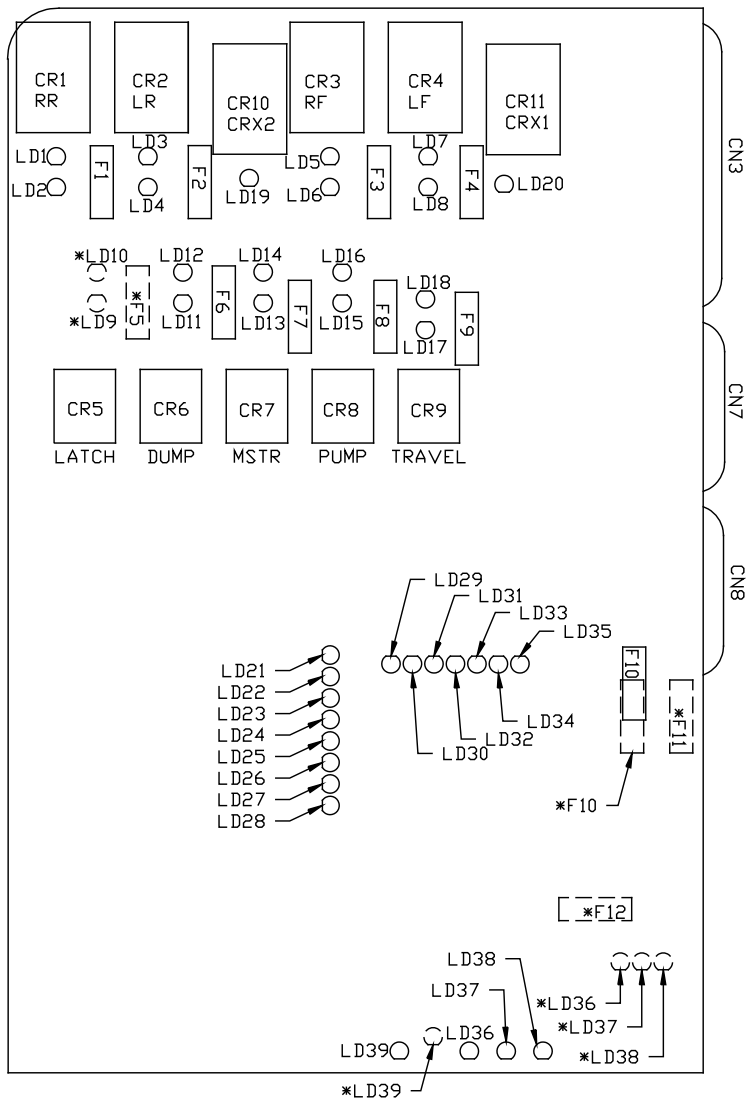 CR1
RR
CR2
LR
CR10
CRX2
CR3
RF
CR4
LF
CR11
CRX1
CN3
LD1
LD2
F1
LD3
LD4
F2
LD19
LD5
LD6
F3
LD7
LD8
F4
LD20
*LD10
*LD9
*F5
LD12
LD11
F6
LD14
LD13
F7
LD16
LD15
F8
LD18
LD17
F9
CN7
CR5
LATCH
CR6
DUMP
CR7
MSTR
CR8
PUMP
CR9
TRAVEL
CN8
LD29
LD31
LD33
LD35
LD21
LD22
LD23
LD24
LD25
LD26
LD27
LD28
LD34
LD32
LD30
F10
*F11
*F10
*F12
LD38
LD37
LD36
LD39
*LD39
*LD36
*LD37
*LD38